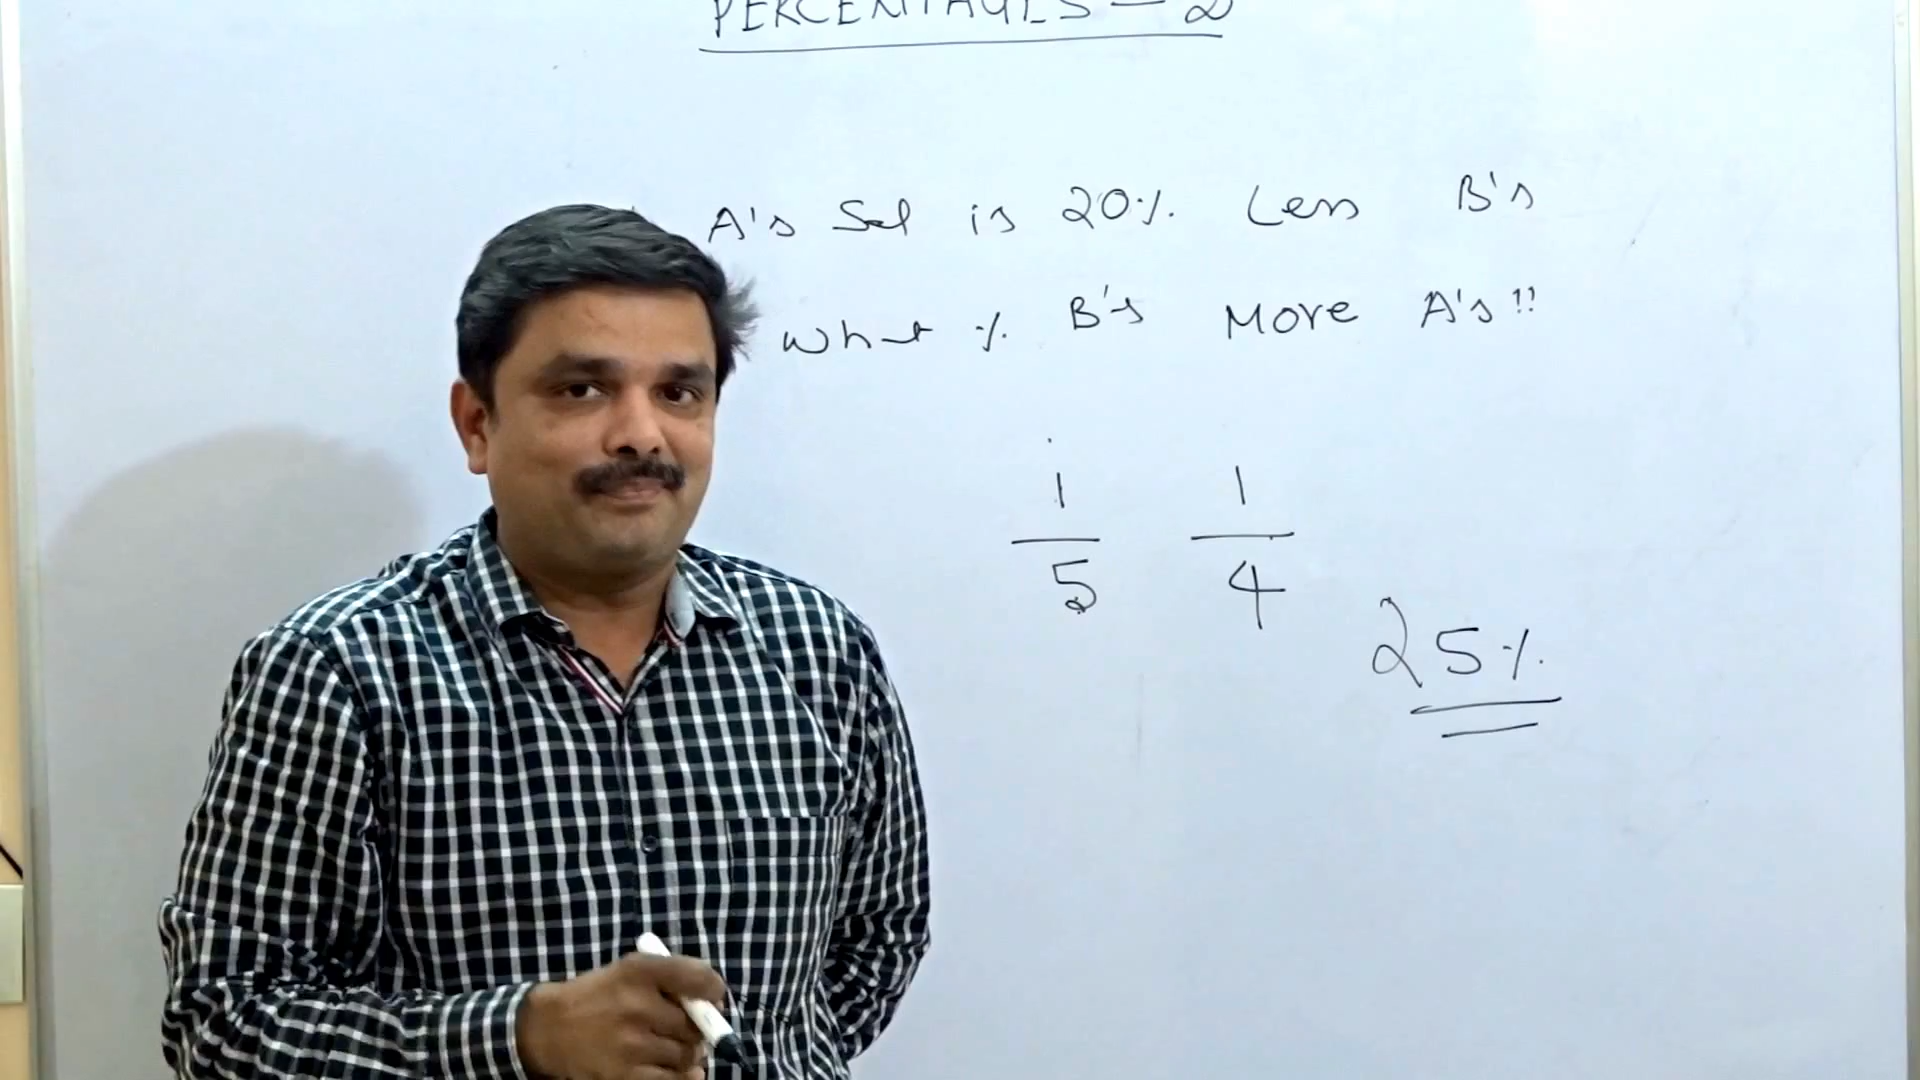 PERCENTAGES - 2
A's Sal is 20% Less B's
What % B's More A's !!
1 1
5 4
25%